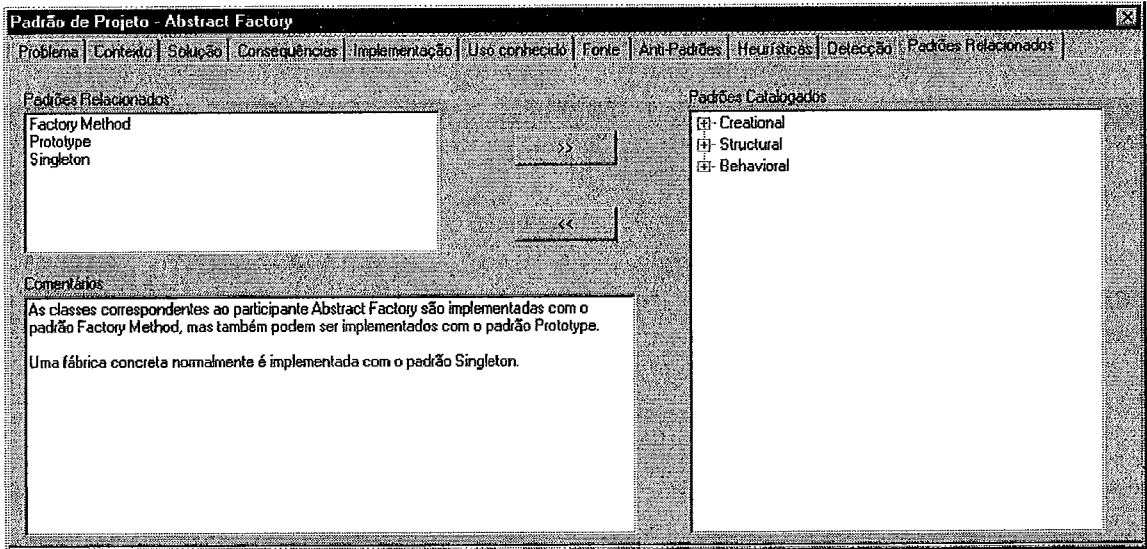 Padrão de Projeto - Abstract Factory
Problema Contexto Solução Consequências Implementação Uso conhecido Fonte Anti-Padrões Heurísticas Detecção Padrões Relacionados
Padrões Relacionados
Factory Method
Prototype
Singleton
>>
<<
Padrões Catalogados
Creational
Structural
Behavioral
Comentários
As classes correspondentes ao participante Abstract Factory são implementadas com o
padrão Factory Method, mas também podem ser implementados com o padrão Prototype.
Uma fábrica concreta normalmente é implementada com o padrão Singleton.